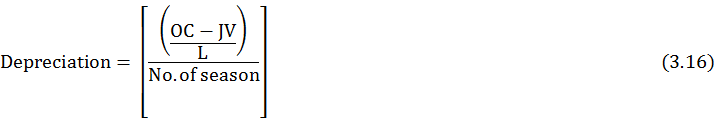 Depreciation = [((OC − JV)/L)/No. of season] (3.16)